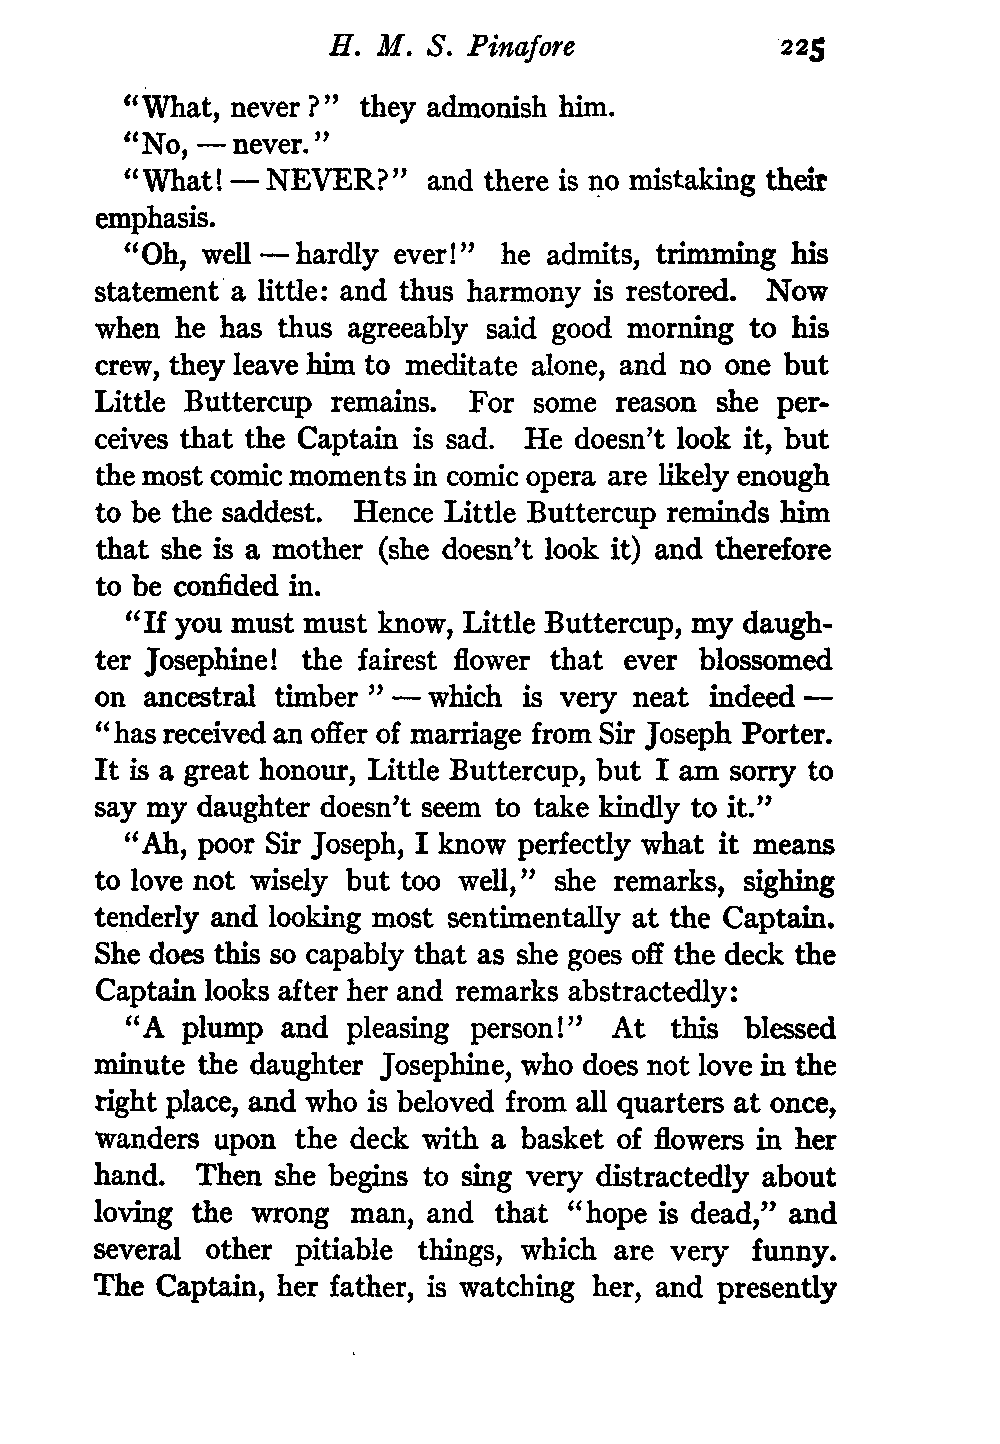 H. M. S. Pinafore 225
“What, never?” they admonish him.
“No, — never.”
“What! — NEVER?” and there is no mistaking their
emphasis.
“Oh, well — hardly ever!” he admits, trimming his
statement a little: and thus harmony is restored. Now
when he has thus agreeably said good morning to his
crew, they leave him to meditate alone, and no one but
Little Buttercup remains. For some reason she per-
ceives that the Captain is sad. He doesn’t look it, but
the most comic moments in comic opera are likely enough
to be the saddest. Hence Little Buttercup reminds him
that she is a mother (she doesn’t look it) and therefore
to be confided in.
“If you must must know, Little Buttercup, my daugh-
ter Josephine! the fairest flower that ever blossomed
on ancestral timber” — which is very neat indeed —
“has received an offer of marriage from Sir Joseph Porter.
It is a great honour, Little Buttercup, but I am sorry to
say my daughter doesn’t seem to take kindly to it.”
“Ah, poor Sir Joseph, I know perfectly what it means
to love not wisely but too well,” she remarks, sighing
tenderly and looking most sentimentally at the Captain.
She does this so capably that as she goes off the deck the
Captain looks after her and remarks abstractedly:
“A plump and pleasing person!” At this blessed
minute the daughter Josephine, who does not love in the
right place, and who is beloved from all quarters at once,
wanders upon the deck with a basket of flowers in her
hand. Then she begins to sing very distractedly about
loving the wrong man, and that “hope is dead,” and
several other pitiable things, which are very funny.
The Captain, her father, is watching her, and presently